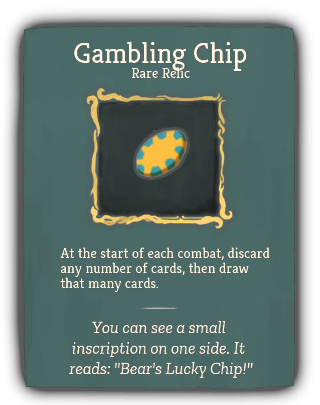 Gambling Chip
Rare Relic
At the start of each combat, discard
any number of cards, then draw
that many cards.
You can see a small
inscription on one side. It
reads: "Bear's Lucky Chip!"